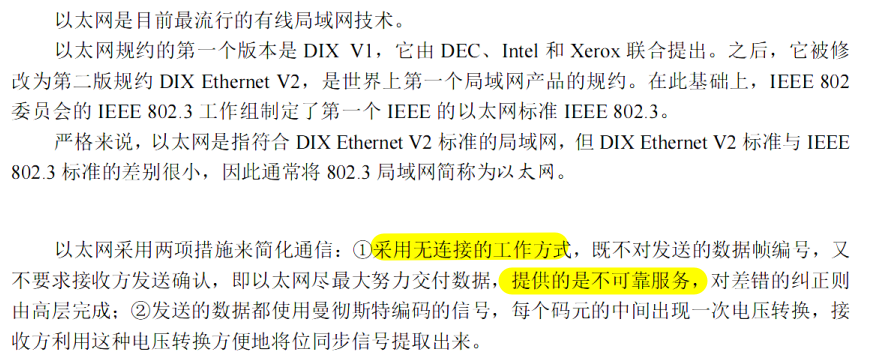 以太网是目前最流行的有线局域网技术。
以太网规约的第一个版本是 DIX V1，它由 DEC、Intel 和 Xerox 联合提出。之后，它被修
改为第二版规约 DIX Ethernet V2，是世界上第一个局域网产品的规约。在此基础上，IEEE 802
委员会的 IEEE 802.3 工作组制定了第一个 IEEE 的以太网标准 IEEE 802.3。
严格来说，以太网是指符合 DIX Ethernet V2 标准的局域网，但 DIX Ethernet V2 标准与 IEEE
802.3 标准的差别很小，因此通常将 802.3 局域网简称为以太网。
以太网采用两项措施来简化通信：①采用无连接的工作方式，既不对发送的数据帧编号，又
不要求接收方发送确认，即以太网尽最大努力交付数据，提供的是不可靠服务，对差错的纠正则
由高层完成；②发送的数据都使用曼彻斯特编码的信号，每个码元的中间出现一次电压转换，接
收方利用这种电压转换方便地将位同步信号提取出来。